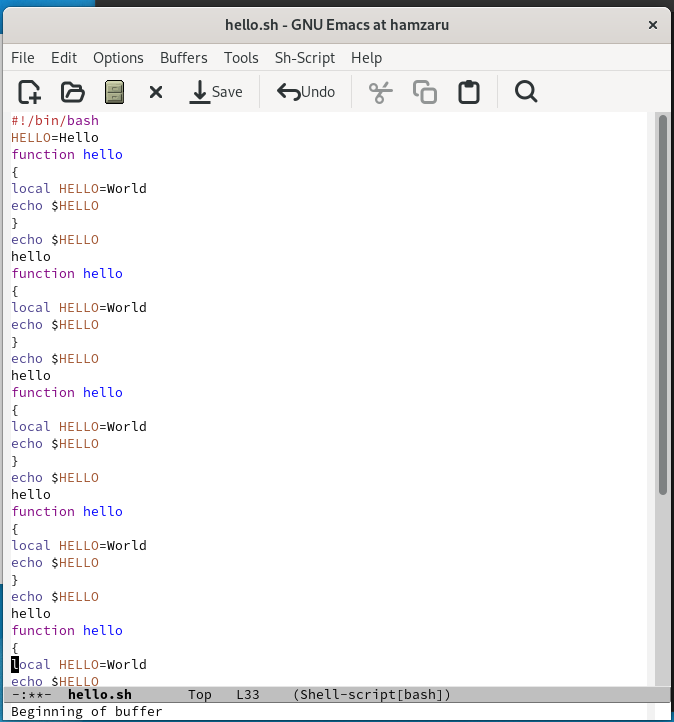 hello.sh - GNU Emacs at hamzaru
File Edit Options Buffers Tools Sh-Script Help
Save Undo
#!/bin/bash
HELLO=Hello
function hello
{
local HELLO=World
echo $HELLO
}
echo $HELLO
hello
function hello
{
local HELLO=World
echo $HELLO
}
echo $HELLO
hello
function hello
{
local HELLO=World
echo $HELLO
}
echo $HELLO
hello
function hello
{
local HELLO=World
echo $HELLO
}
echo $HELLO
hello
function hello
{
local HELLO=World
echo $HELLO
-:**- hello.sh Top L33 (Shell-script[bash])
Beginning of buffer